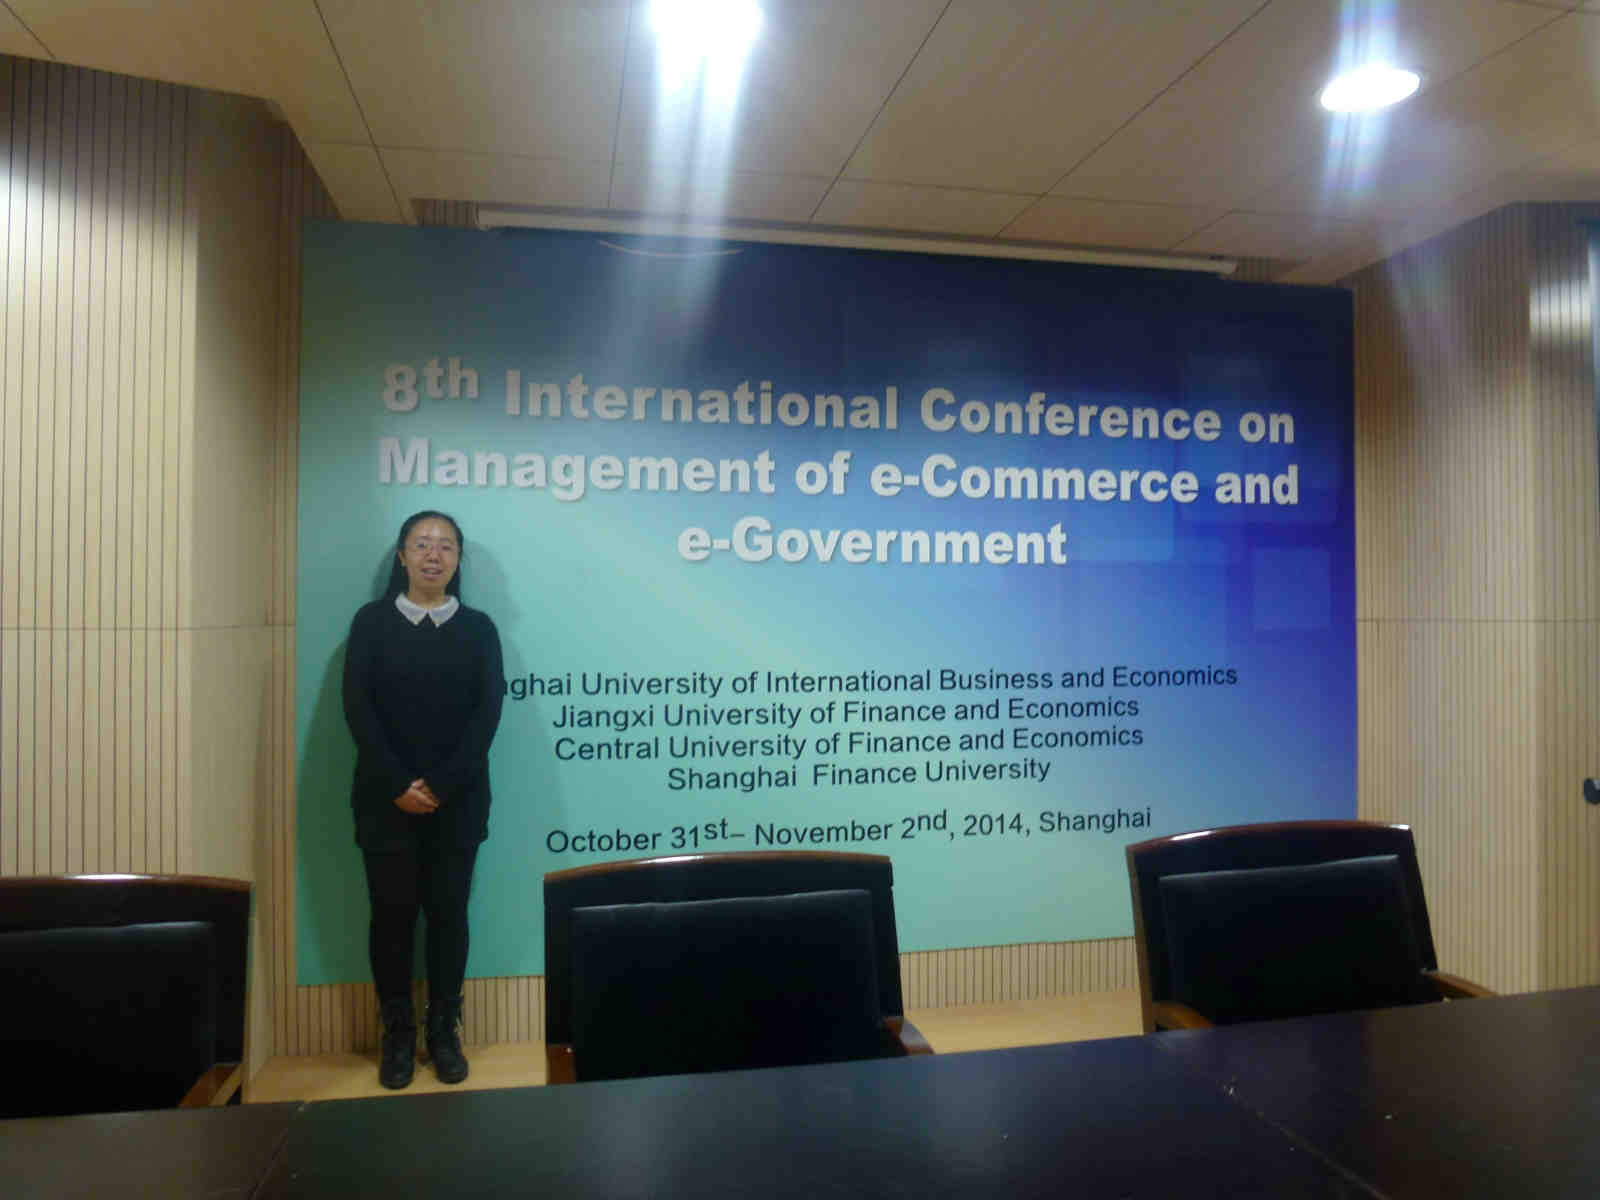 8th International Conference on
Management of e-Commerce and
e-Government
University of International Business and Economics
Jiangxi University of Finance and Economics
Central University of Finance and Economics
Shanghai Finance University
October 31st– November 2nd, 2014, Shanghai